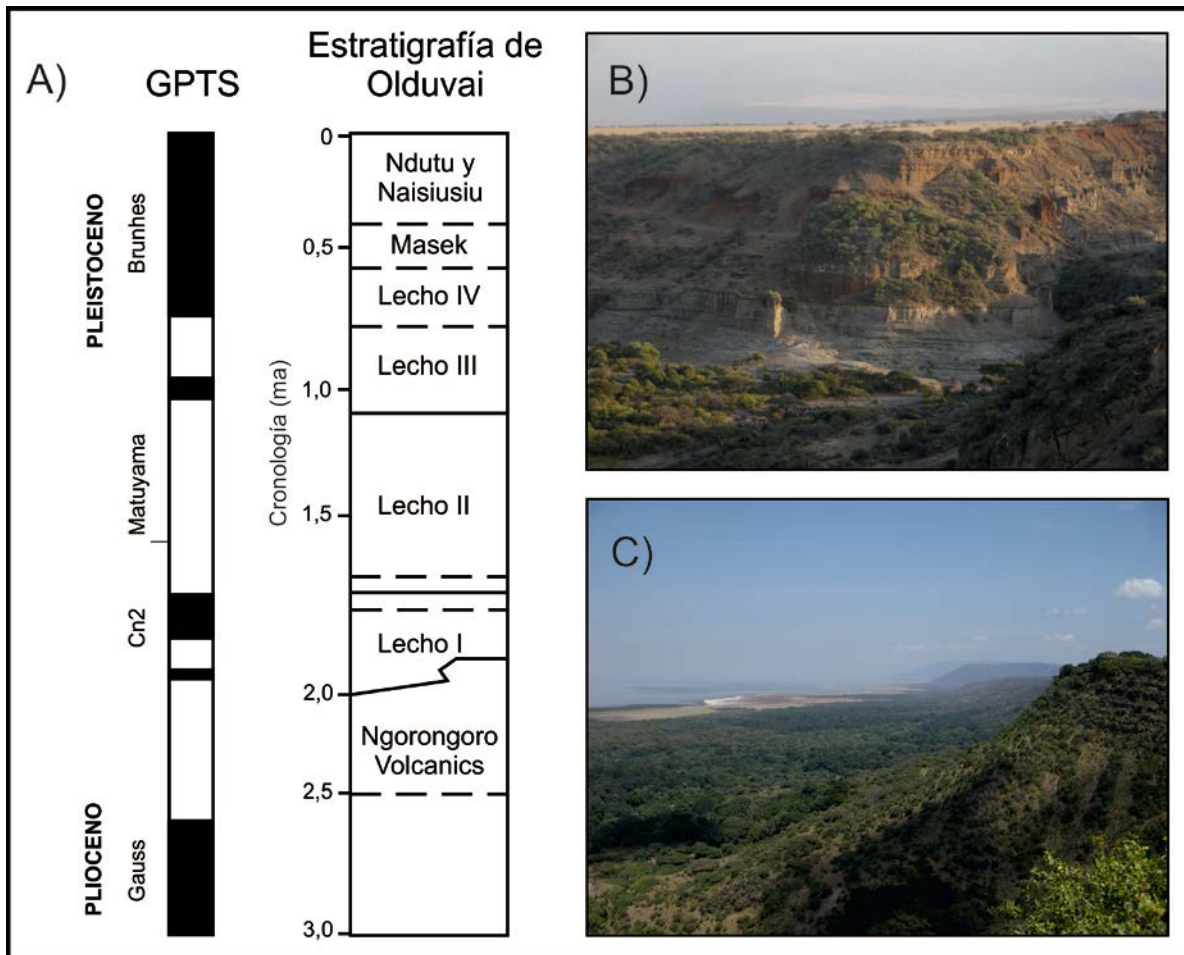 A)
GPTS
Estratigrafía de
Olduvai
PLEISTOCENO
Brunhes
Matuyama
Cn2
PLIOCENO
Gauss
Cronología (ma)
0
0,5
1,0
1,5
2,0
2,5
3,0
Ndutu y
Naisiusiu
Masek
Lecho IV
Lecho III
Lecho II
Lecho I
Ngorongoro
Volcanics
B)
C)